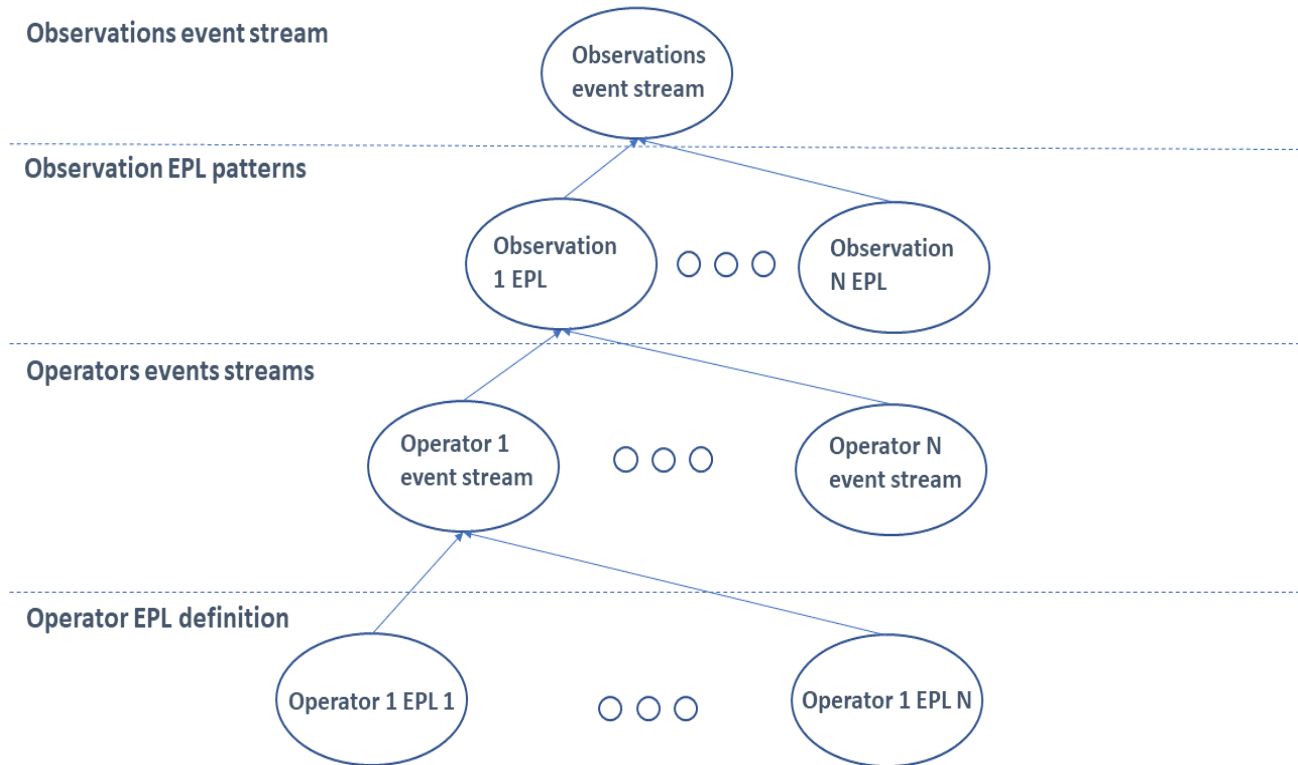 Observations event stream
Observations
event stream
Observation EPL patterns
Observation
1 EPL
Observation
N EPL
Operators events streams
Operator 1
event stream
Operator N
event stream
Operator EPL definition
Operator 1 EPL 1
Operator 1 EPL N